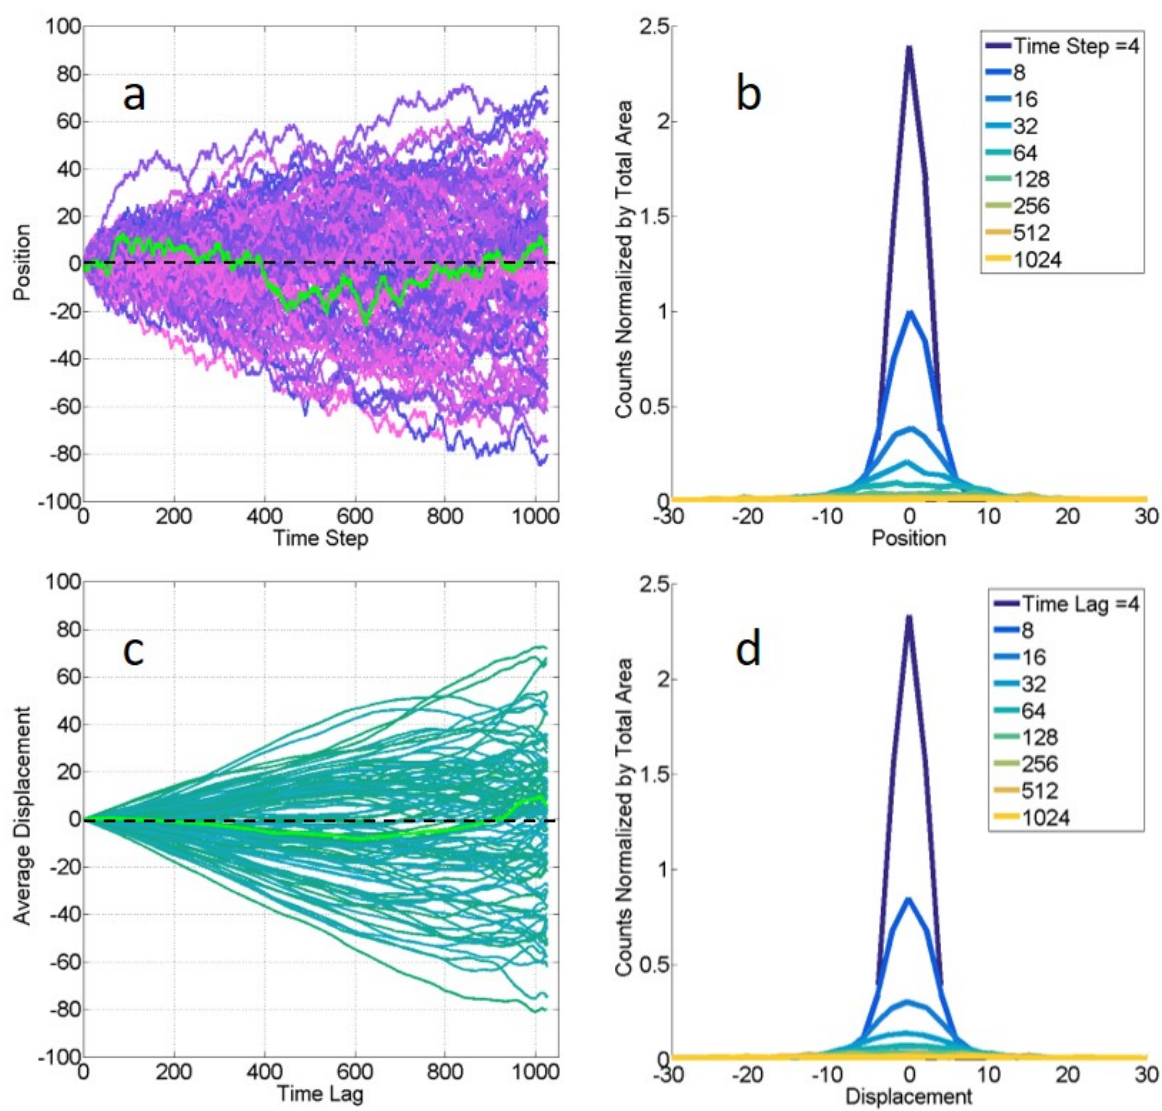 a
100
80
60
40
20
0
-20
-40
-60
-80
-100
Position
0 200 400 600 800 1000
Time Step
b
2.5
2
1.5
1
0.5
0
Counts Normalized by Total Area
Time Step =4
8
16
32
64
128
256
512
1024
-30 -10 0 10 20 30
Position
c
100
80
60
40
20
0
-20
-40
-60
-80
-100
Average Displacement
0 200 400 600 800 1000
Time Lag
d
2.5
2
1.5
1
0.5
0
Counts Normalized by Total Area
Time Lag =4
8
16
32
64
128
256
512
1024
-30 -20 -10 0 10 20 30
Displacement